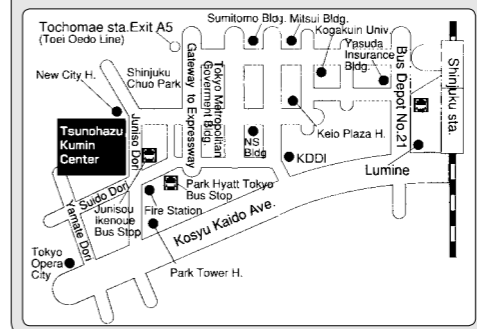 Tochomae sta.Exit A5
(Toei Oedo Line)
Sumitomo Bldg.
Mitsui Bldg.
Kogakuin Univ.
Yasuda
Insurance
Bldg.
New City H.
Shinjuku
Chuo Park
Gateway to Expressway
Tokyo Metropolitan
Goverment Bldg.
Bus Depot No.21
Shinjuku sta.
Tsunohazu
Kumin
Center
Juniso Dori
Keio Plaza H.
NS
Bldg
KDDI
Lumine
Suido Dori
Yamate Dori
Junisou
Ikenoue
Bus Stop
Park Hyatt Tokyo
Bus Stop
Fire Station
Kosyu Kaido Ave.
Tokyo
Opera
City
Park Tower H.